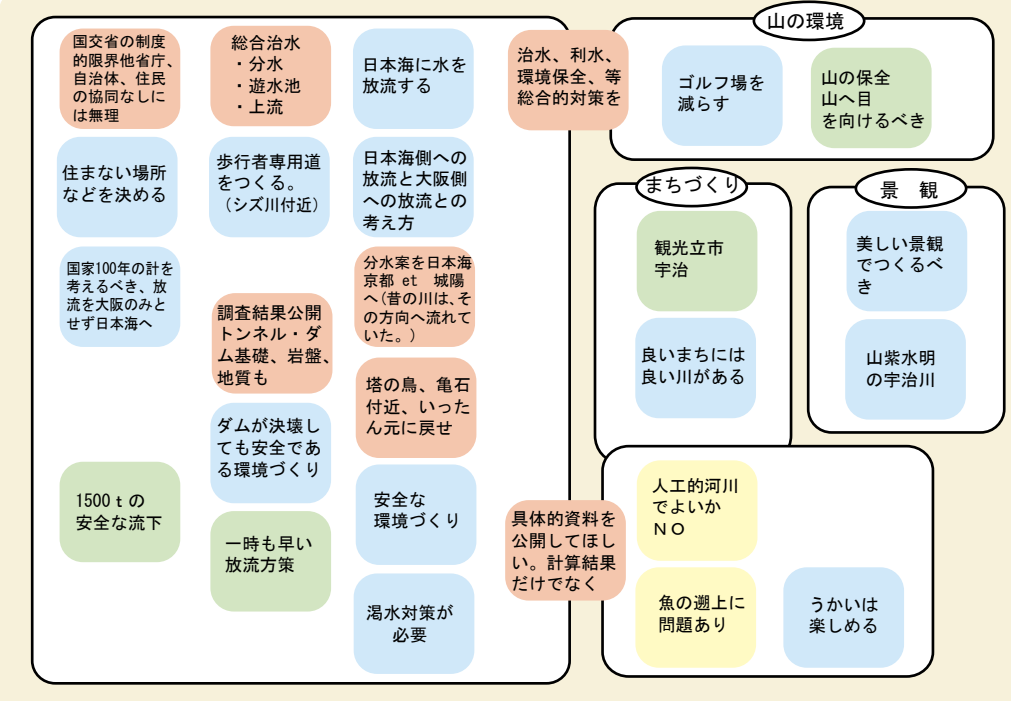 国交省の制度
的限界他省庁、
自治体、住民
の協同なしに
は無理
総合治水
・分水
・遊水池
・上流
日本海に水を
放流する
住まない場所
などを決める
歩行者専用道
をつくる。
（シズ川付近）
日本海側への
放流と大阪側
への放流との
考え方
国家100年の計を
考えるべき、放
流を大阪のみと
せず日本海へ
調査結果公開
トンネル・ダ
ム基礎、岩盤、
地質も
分水案を日本海
京都 et 城陽
へ(昔の川は、そ
の方向へ流れて
いた。)
塔の鳥、亀石
付近、いった
ん元に戻せ
ダムが決壊し
ても安全であ
る環境づくり
1500ｔの
安全な流下
一時も早い
放流方策
安全な
環境づくり
渇水対策が
必要
治水、利水、
環境保全、等
総合的対策を
山の環境
ゴルフ場を
減らす
山の保全
山へ目
を向けるべき
まちづくり
観光立市
宇治
良いまちには
良い川がある
景 観
美しい景観
でつくるべ
き
山紫水明
の宇治川
具体的資料を
公開してほし
い。計算結果
だけでなく
人工的河川
でよいか
ＮＯ
魚の遡上に
問題あり
うかいは
楽しめる